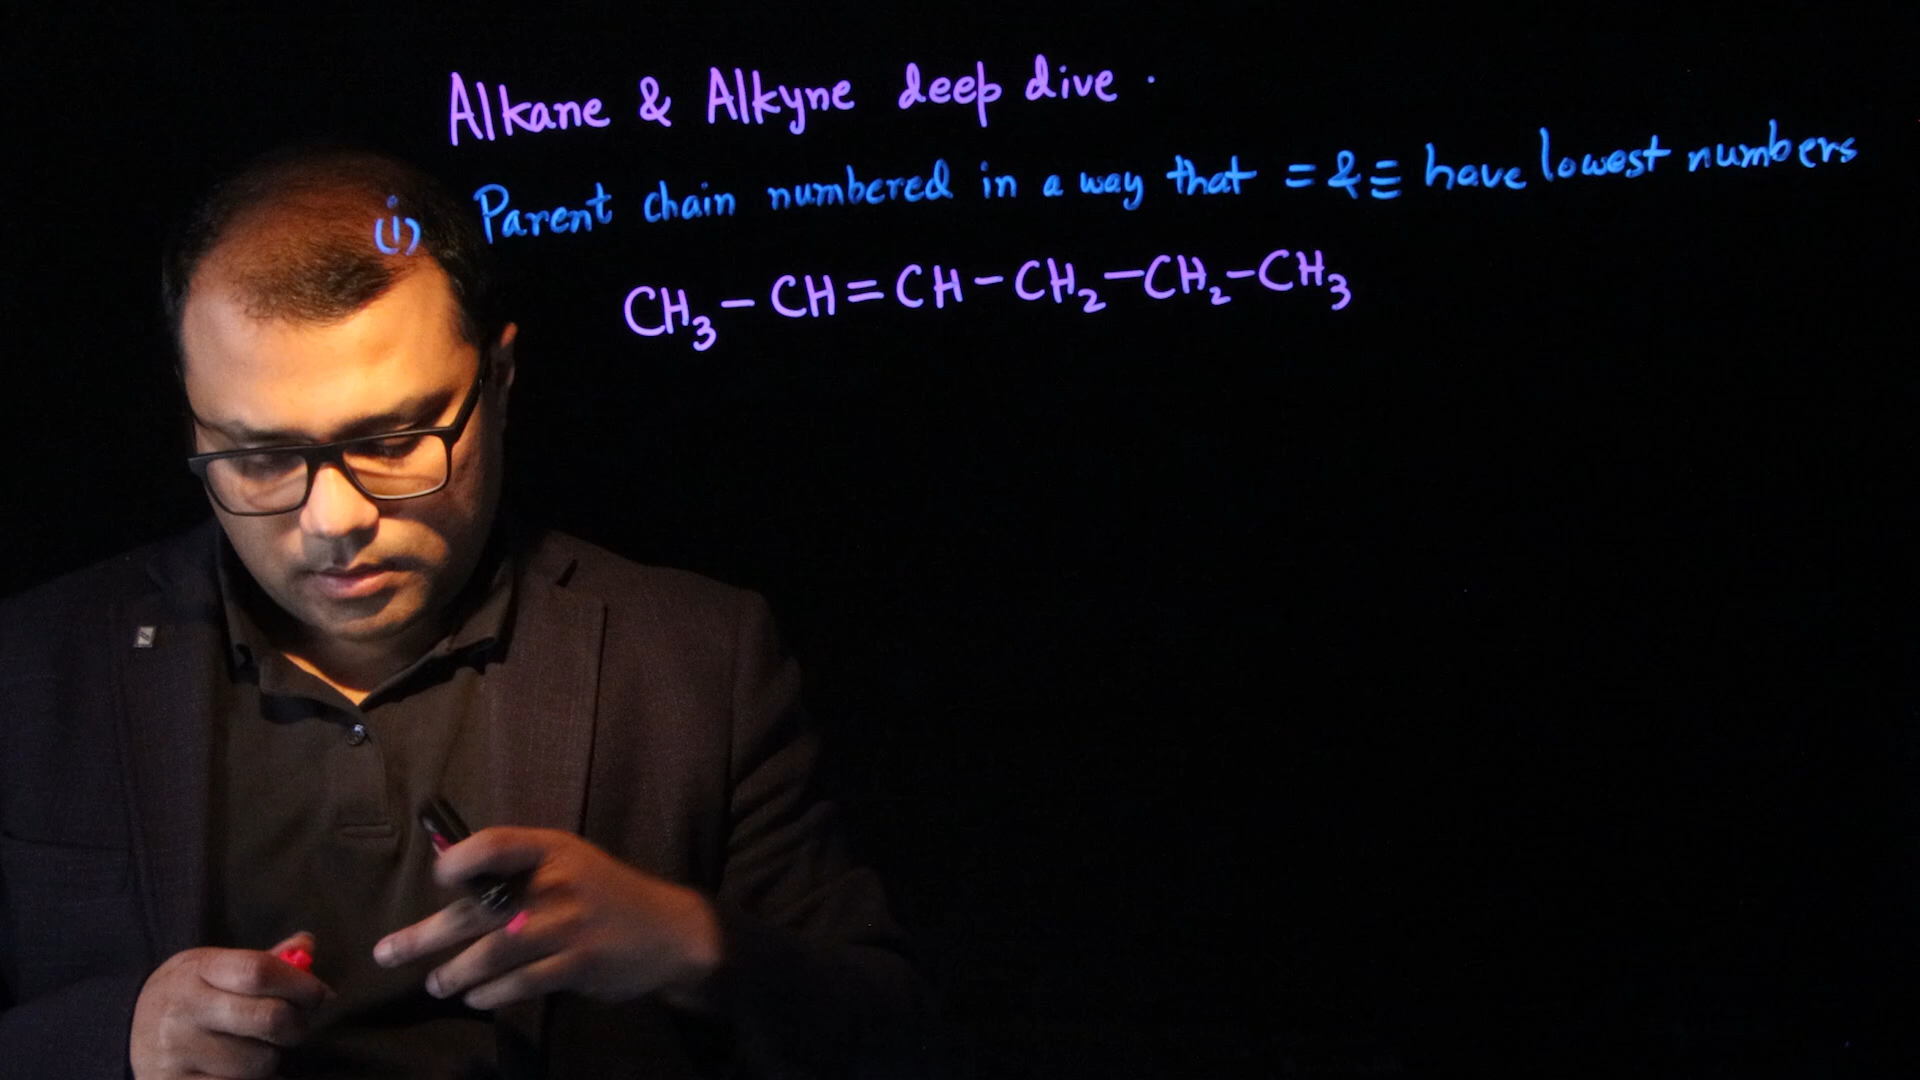 Alkane & Alkyne deep dive.
(i) Parent chain numbered in a way that = & ≡ have lowest numbers
CH₃–CH=CH–CH₂–CH₂–CH₃